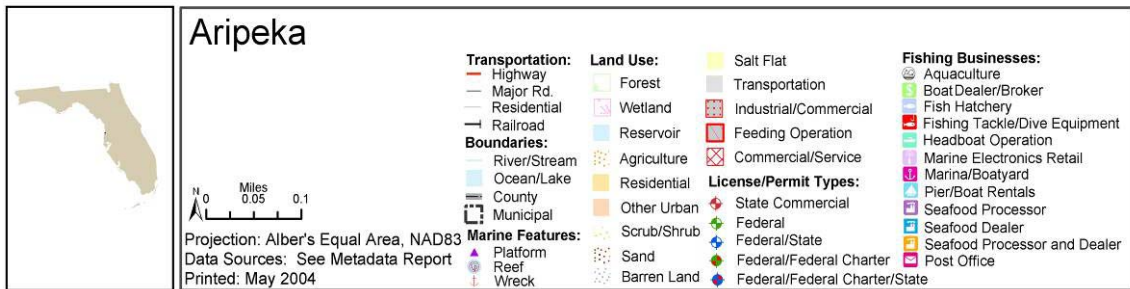 Aripeka
N
Miles
0 0.05 0.1
Projection: Alber's Equal Area, NAD83
Data Sources: See Metadata Report
Printed: May 2004
Transportation:
Highway
Major Rd.
Residential
Railroad
Boundaries:
River/Stream
Ocean/Lake
County
Municipal
Marine Features:
Platform
Reef
Wreck
Land Use:
Forest
Wetland
Reservoir
Agriculture
Residential
Other Urban
Scrub/Shrub
Sand
Barren Land
Salt Flat
Transportation
Industrial/Commercial
Feeding Operation
Commercial/Service
License/Permit Types:
State Commercial
Federal
Federal/State
Federal/Federal Charter
Federal/Federal Charter/State
Fishing Businesses:
Aquaculture
Boat Dealer/Broker
Fish Hatchery
Fishing Tackle/Dive Equipment
Headboat Operation
Marine Electronics Retail
Marina/Boatyard
Pier/Boat Rentals
Seafood Processor
Seafood Dealer
Seafood Processor and Dealer
Post Office